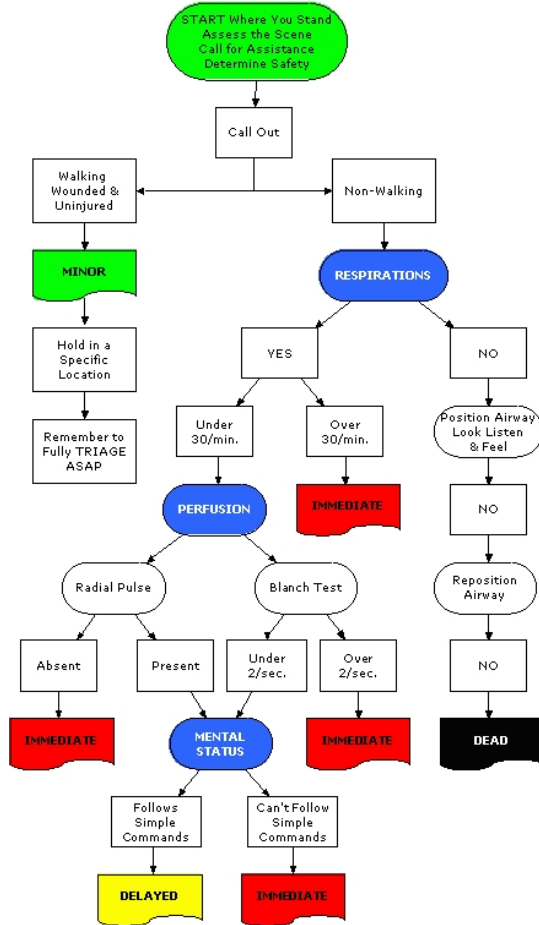 START Where You Stand
Assess the Scene
Call for Assistance
Determine Safety
Call Out
Walking
Wounded &
Uninjured
Non-Walking
MINOR
RESPIRATIONS
Hold in a
Specific
Location
YES
NO
Remember to
Fully TRIAGE
ASAP
Under
30/min.
Over
30/min.
Position Airway
Look Listen
& Feel
PERFUSION
IMMEDIATE
NO
Radial Pulse
Blanch Test
Reposition
Airway
Absent
Present
Under
2/sec.
Over
2/sec.
NO
IMMEDIATE
MENTAL
STATUS
IMMEDIATE
DEAD
Follows
Simple
Commands
Can't Follow
Simple
Commands
DELAYED
IMMEDIATE